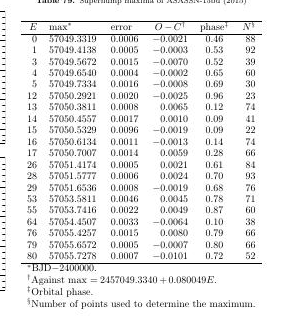 Table 79. Superhump maxima of ASASSN-15ud (2015)
E max* error O − C† phase‡ N§
0 57049.3319 0.0006 −0.0021 0.46 88
1 57049.4138 0.0005 −0.0003 0.53 92
3 57049.5672 0.0015 −0.0070 0.52 39
4 57049.6540 0.0004 −0.0002 0.65 60
5 57049.7334 0.0016 −0.0008 0.69 30
12 57050.2921 0.0020 −0.0025 0.96 23
13 57050.3811 0.0008 0.0065 0.12 74
14 57050.4557 0.0017 0.0010 0.09 41
15 57050.5329 0.0096 −0.0019 0.09 22
16 57050.6134 0.0011 −0.0013 0.14 74
17 57050.7007 0.0014 0.0059 0.28 66
26 57051.4174 0.0005 0.0021 0.61 84
28 57051.5777 0.0006 0.0024 0.70 93
29 57051.6536 0.0008 −0.0019 0.68 76
53 57053.5811 0.0046 0.0045 0.78 71
55 57053.7416 0.0022 0.0049 0.87 60
64 57054.4507 0.0033 −0.0064 0.10 38
76 57055.4257 0.0015 0.0080 0.79 66
79 57055.6572 0.0005 −0.0007 0.80 66
80 57055.7278 0.0007 −0.0101 0.72 52
*BJD−2400000.
†Against max = 2457049.3340 + 0.080049E.
‡Orbital phase.
§Number of points used to determine the maximum.